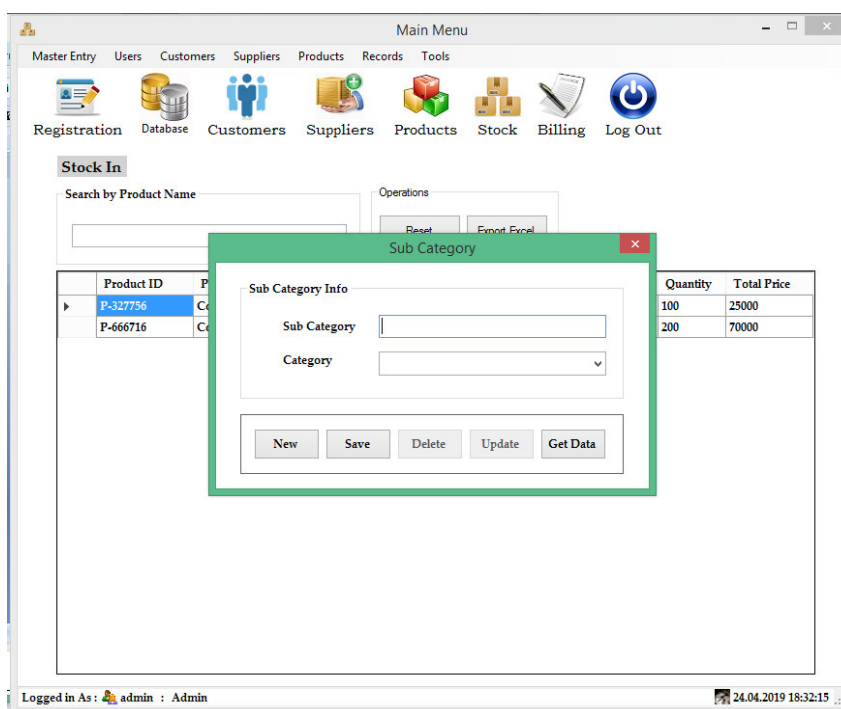 Main Menu
Master Entry Users Customers Suppliers Products Records Tools
Registration Database Customers Suppliers Products Stock Billing Log Out
Stock In
Search by Product Name
Operations
Reset Export Excel
Sub Category
Product ID Quantity Total Price
P-327756 100 25000
P-666716 200 70000
Sub Category Info
Sub Category
Category
New Save Delete Update Get Data
Logged in As : admin : Admin 24.04.2019 18:32:15